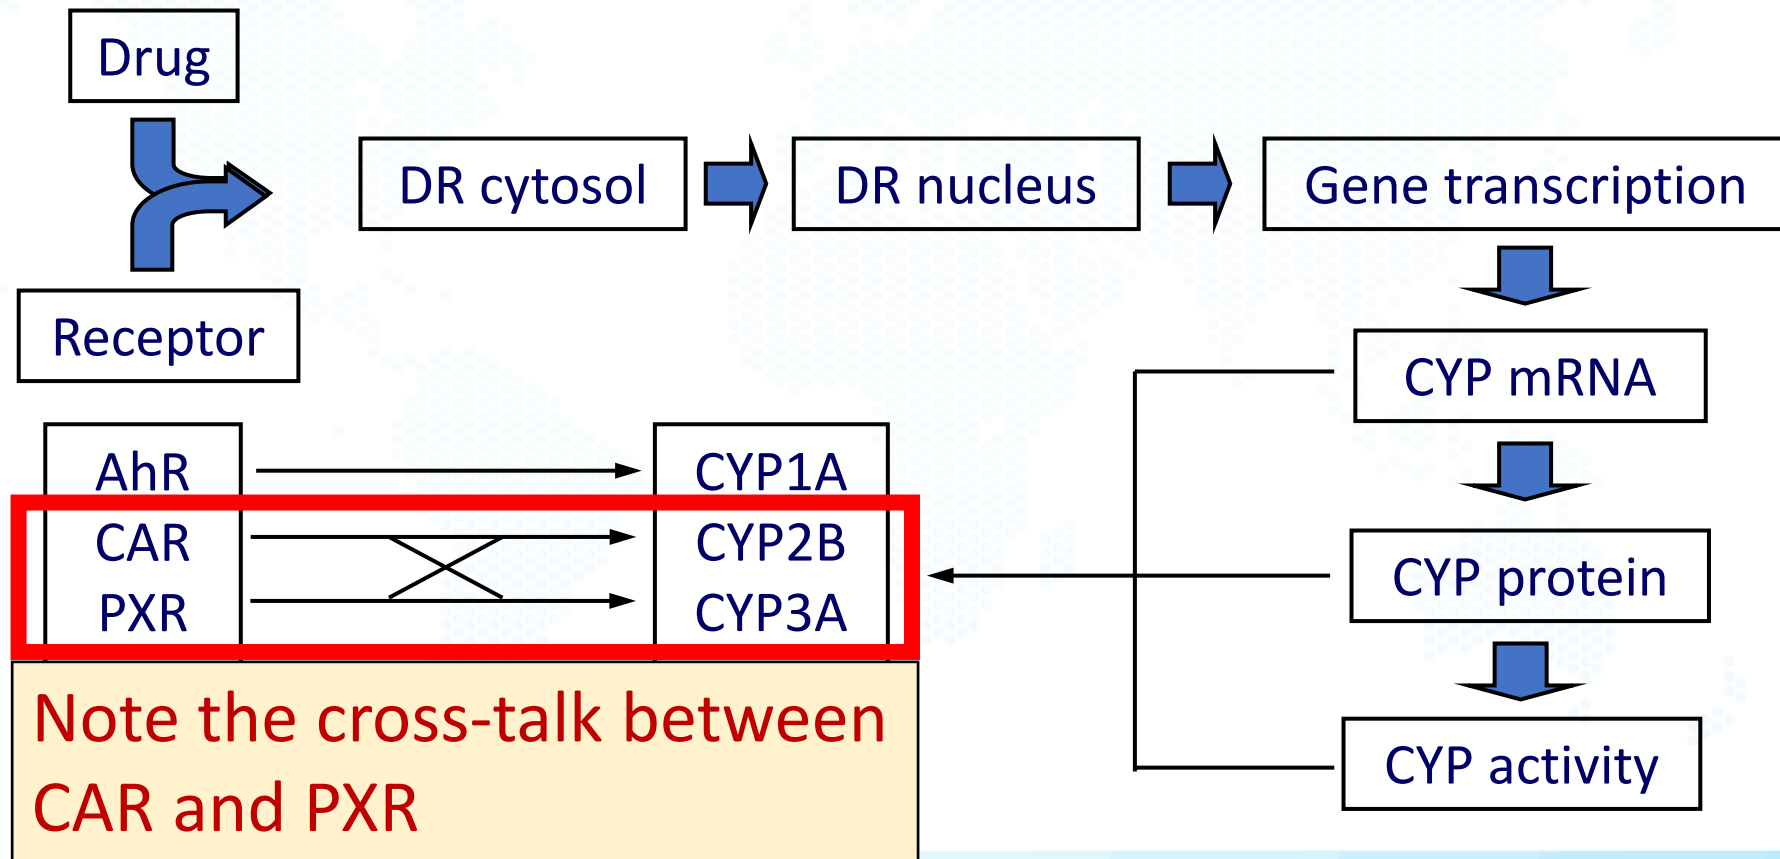 Drug
DR cytosol
DR nucleus
Gene transcription
Receptor
CYP mRNA
AhR
CYP1A
CAR
CYP2B
PXR
CYP3A
CYP protein
Note the cross-talk between
CAR and PXR
CYP activity